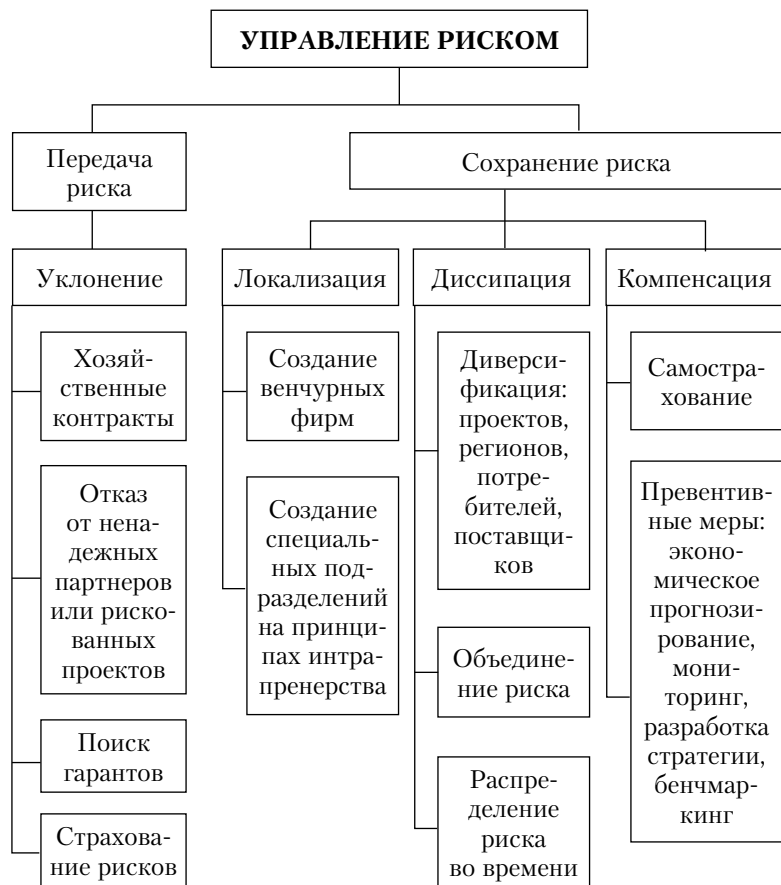 УПРАВЛЕНИЕ РИСКОМ
Передача
риска
Сохранение риска
Уклонение
Локализация
Диссипация
Компенсация
Хозяй-
ственные
контракты
Отказ
от нена-
дежных
партнеров
или риско-
ванных
проектов
Поиск
гарантов
Страхова-
ние рисков
Создание
венчурных
фирм
Создание
специаль-
ных под-
разделений
на принци-
пах интра-
пренерства
Диверси-
фикация:
проектов,
регионов,
потре-
бителей,
поставщи-
ков
Объедине-
ние риска
Распре-
деление
риска
во времени
Самостра-
хование
Превентив-
ные меры:
эконо-
мическое
прогнози-
рование,
мони-
торинг,
разработка
стратегии,
бенчмар-
кинг